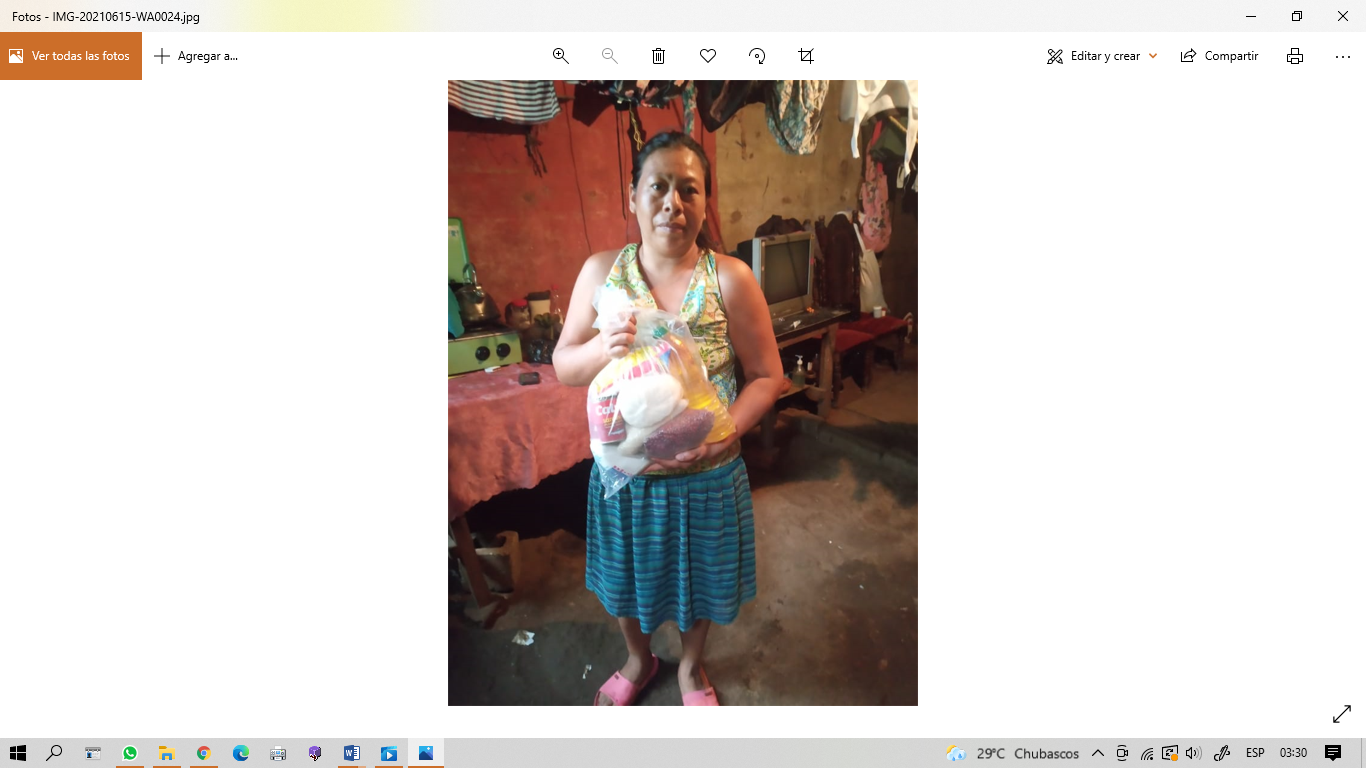 Fotos - IMG-20210615-WA0024.jpg
Ver todas las fotos
Agregar a...
Editar y crear
Compartir
29°C Chubascos
ESP
03:30